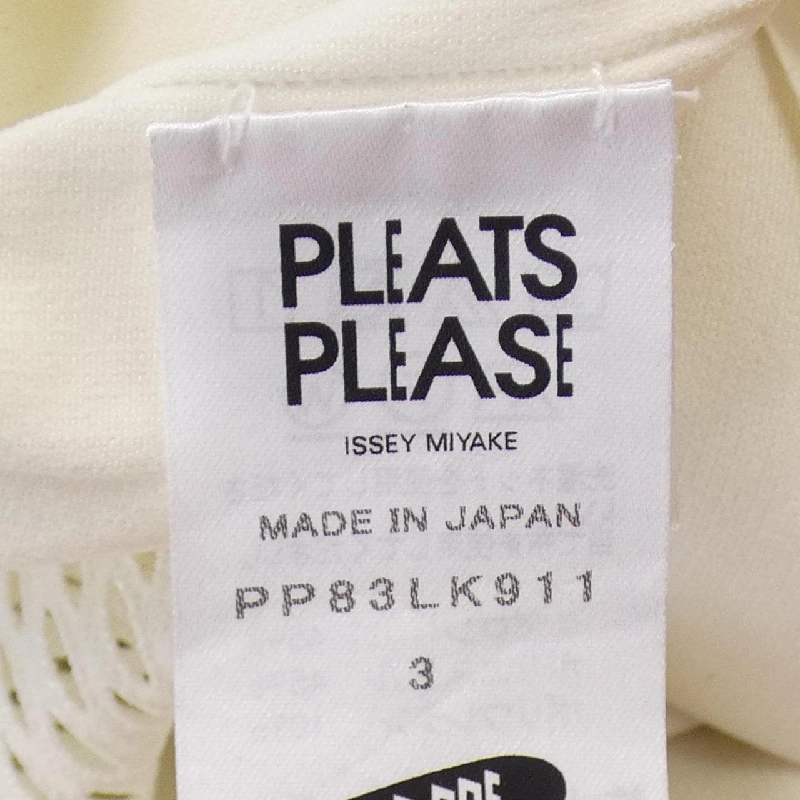 PLEATS
PLEASE
ISSEY MIYAKE
MADE IN JAPAN
PP83LK911
3